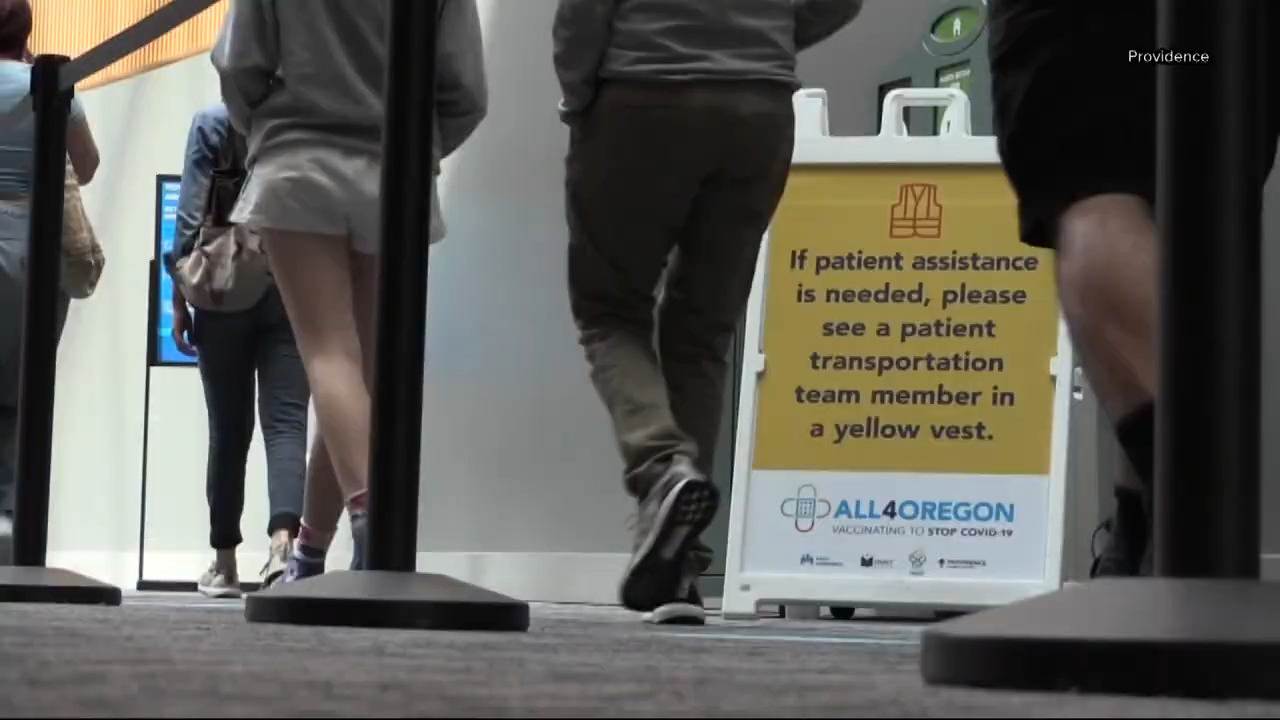 Providence
If patient assistance
is needed, please
see a patient
transportation
team member in
a yellow vest.
ALL4OREGON
VACCINATING TO STOP COVID-19
PROVIDENCE